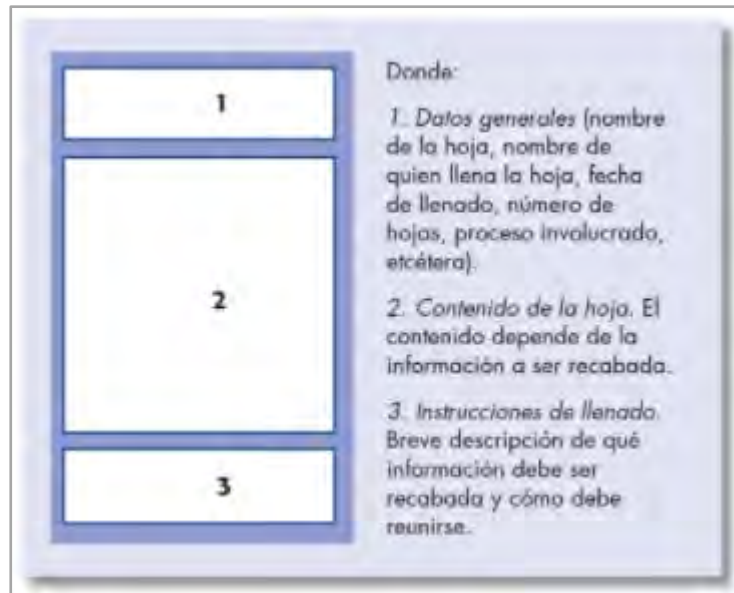 1
2
3
Donde:
1. Datos generales (nombre
de la hoja, nombre de
quien llena la hoja, fecha
de llenado, número de
hojas, proceso involucrado,
etcétera).
2. Contenido de la hoja. El
contenido depende de la
información a ser recabada.
3. Instrucciones de llenado.
Breve descripción de qué
información debe ser
recabada y cómo debe
reunirse.